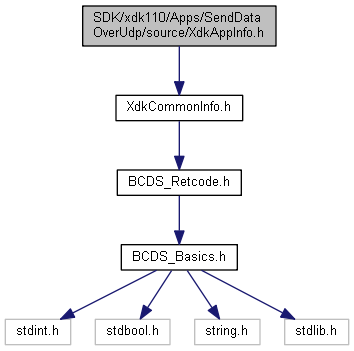 SDK/xdk110/Apps/SendData
OverUdp/source/XdkAppInfo.h
XdkCommonInfo.h
BCDS_Retcode.h
BCDS_Basics.h
stdint.h
stdbool.h
string.h
stdlib.h